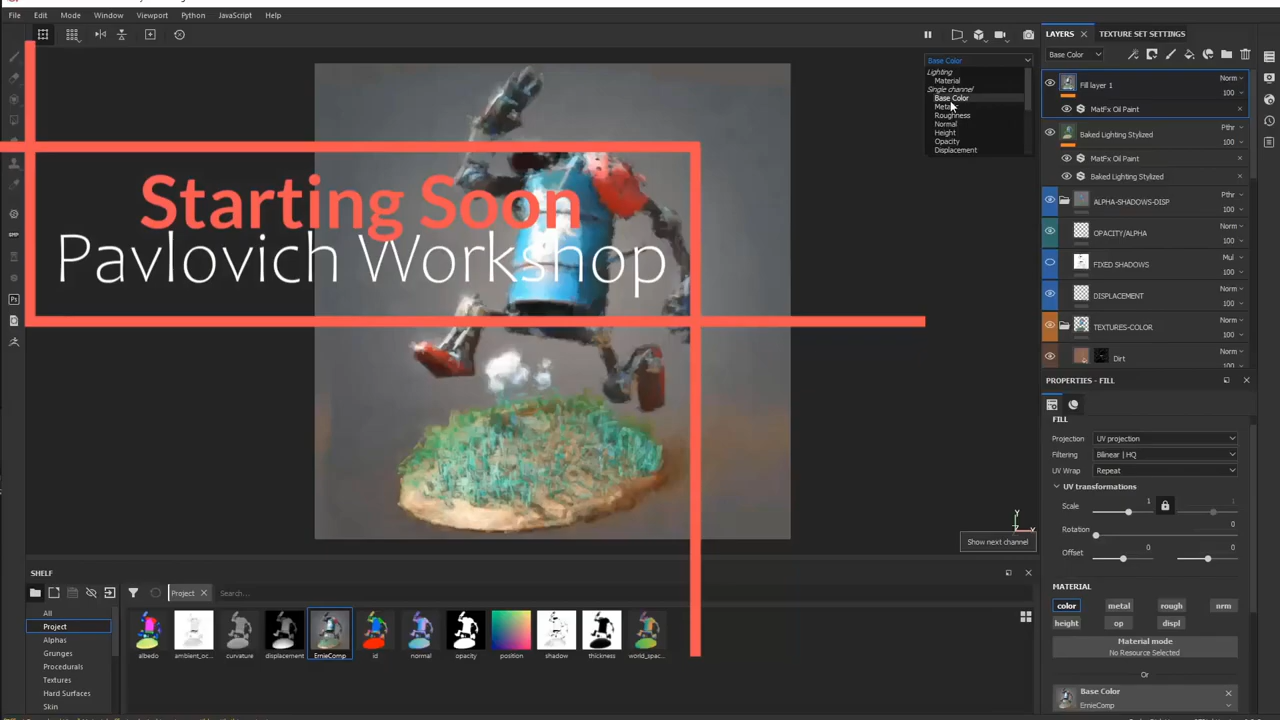 File Edit Mode Window Viewport Python JavaScript Help
Starting Soon
Pavlovich Workshop
Base Color
Lighting
Material
Single channel
Base Color
Roughness
Normal
Height
Opacity
Displacement
Show next channel
LAYERS TEXTURE SET SETTINGS
Base Color
Norm
Fill layer 1
100
MatFx Oil Paint
Pthr
Baked Lighting Stylized
100
MatFx Oil Paint
Baked Lighting Stylized
Pthr
ALPHA-SHADOWS-DISP
100
Norm
OPACITY/ALPHA
100
Mul
FIXED SHADOWS
100
Norm
DISPLACEMENT
100
Norm
TEXTURES-COLOR
100
Norm
Dirt
100
PROPERTIES - FILL
FILL
Projection UV projection
Filtering Bilinear | HQ
UV Wrap Repeat
UV transformations
Scale 1 1
Rotation 0
Offset 0 0
MATERIAL
color metal rough nrm
height op displ
Material mode
No Resource Selected
Or
Base Color
ErnieComp
SHELF
Project Search...
All
Project
Alphas
Grunges
Procedurals
Textures
Hard Surfaces
Skin
albedo ambient_oc... curvature displacement ErnieComp id normal opacity position shadow thickness world_spac...